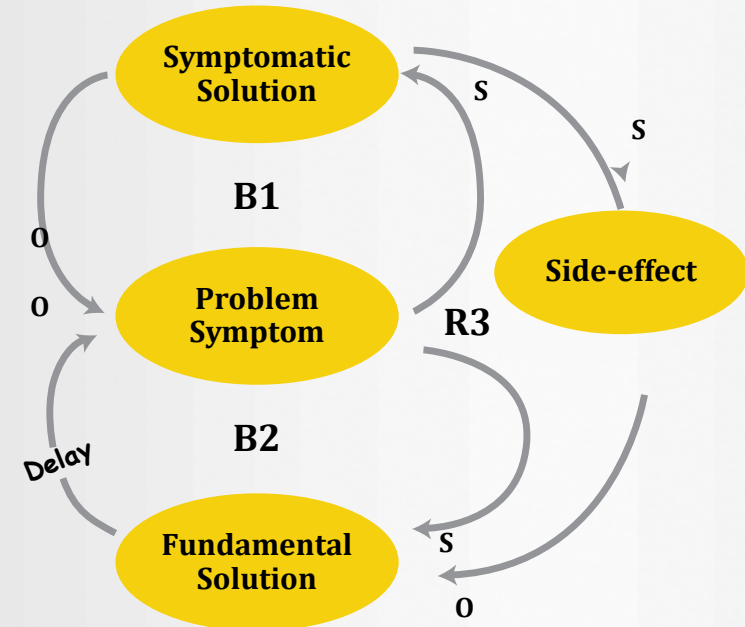 Symptomatic
Solution
S
S
B1
O
Side-effect
O
Problem
Symptom
R3
B2
Delay
Fundamental
Solution
S
O